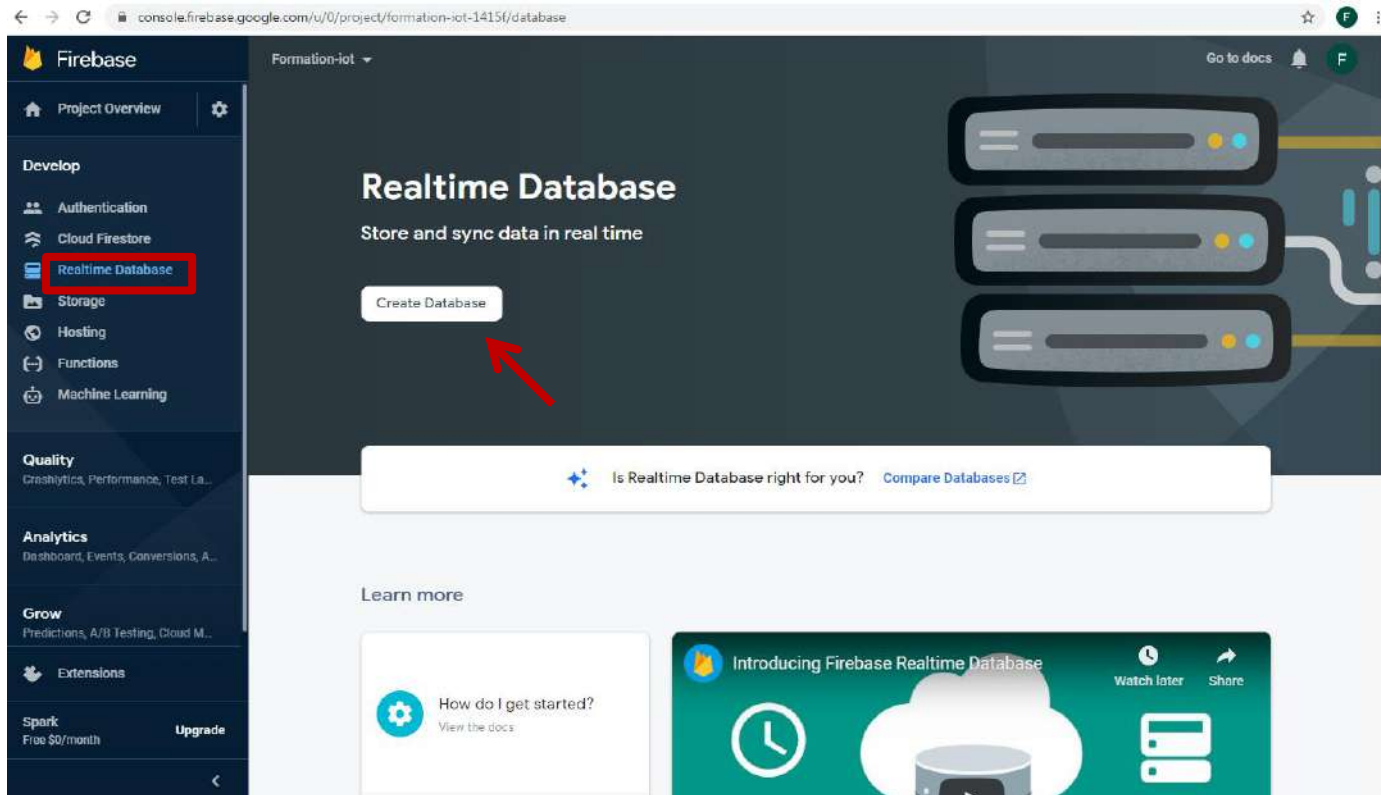 console.firebase.google.com/u/0/project/formation-iot-1415f/database
F
Firebase
Formation-iot
Go to docs
F
Project Overview
Develop
Authentication
Cloud Firestore
Realtime Database
Storage
Hosting
Functions
Machine Learning
Quality
Crashlytics, Performance, Test La...
Analytics
Dashboard, Events, Conversions, A...
Grow
Predictions, A/B Testing, Cloud M...
Extensions
Spark
Free $0/month
Upgrade
Realtime Database
Store and sync data in real time
Create Database
Is Realtime Database right for you? Compare Databases
Learn more
How do I get started?
View the docs
Introducing Firebase Realtime Database
Watch later
Share